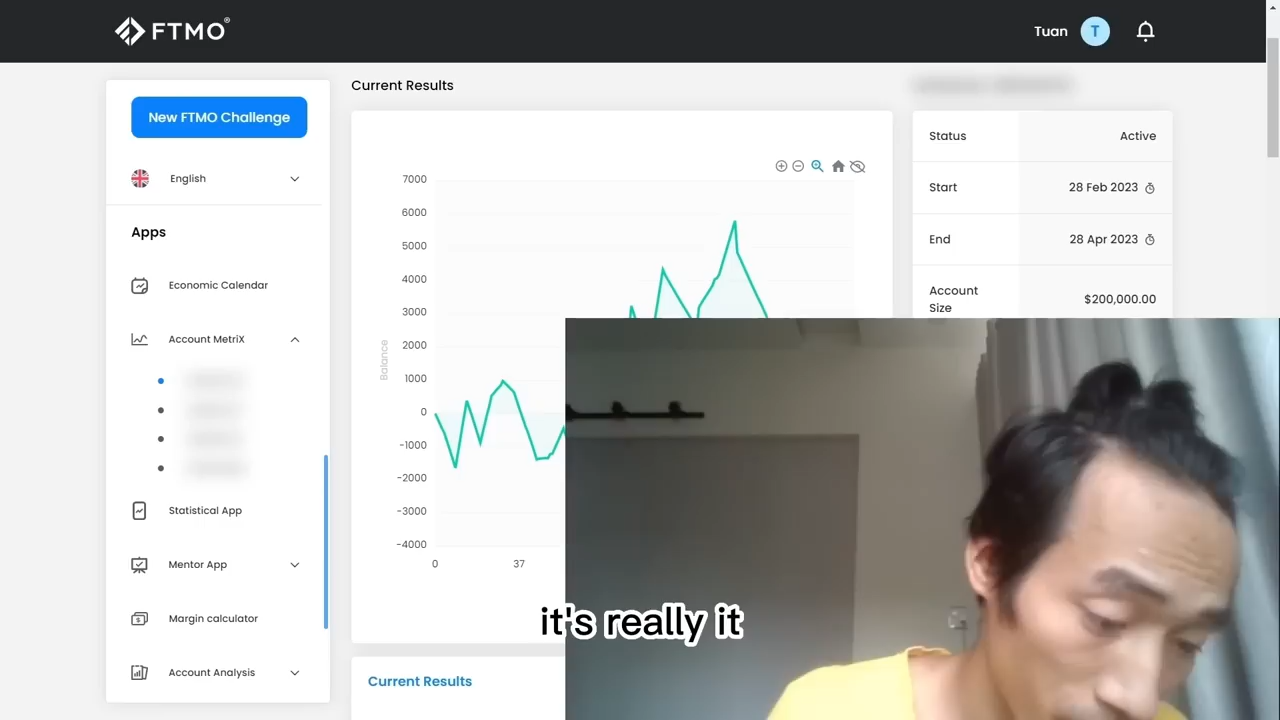 FTMO®
Tuan
T
New FTMO Challenge
English
Apps
Economic Calendar
Account MetriX
Statistical App
Mentor App
Margin calculator
Account Analysis
Current Results
7000
6000
5000
4000
3000
2000
1000
0
-1000
-2000
-3000
-4000
Balance
0
37
Current Results
Status
Active
Start
28 Feb 2023
End
28 Apr 2023
Account
Size
$200,000.00
it's really it